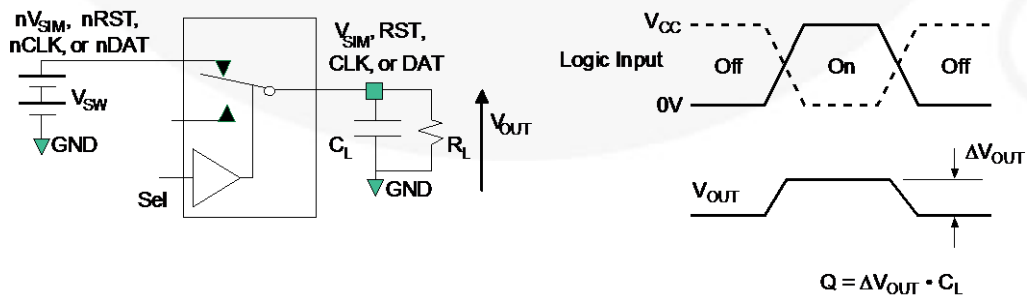 nV_SIM, nRST,
nCLK, or nDAT
V_SW
GND
Sel
V_SIM, RST,
CLK, or DAT
C_L
R_L
GND
V_OUT
V_CC
Logic Input
Off
On
Off
0V
V_OUT
ΔV_OUT
Q = ΔV_OUT • C_L